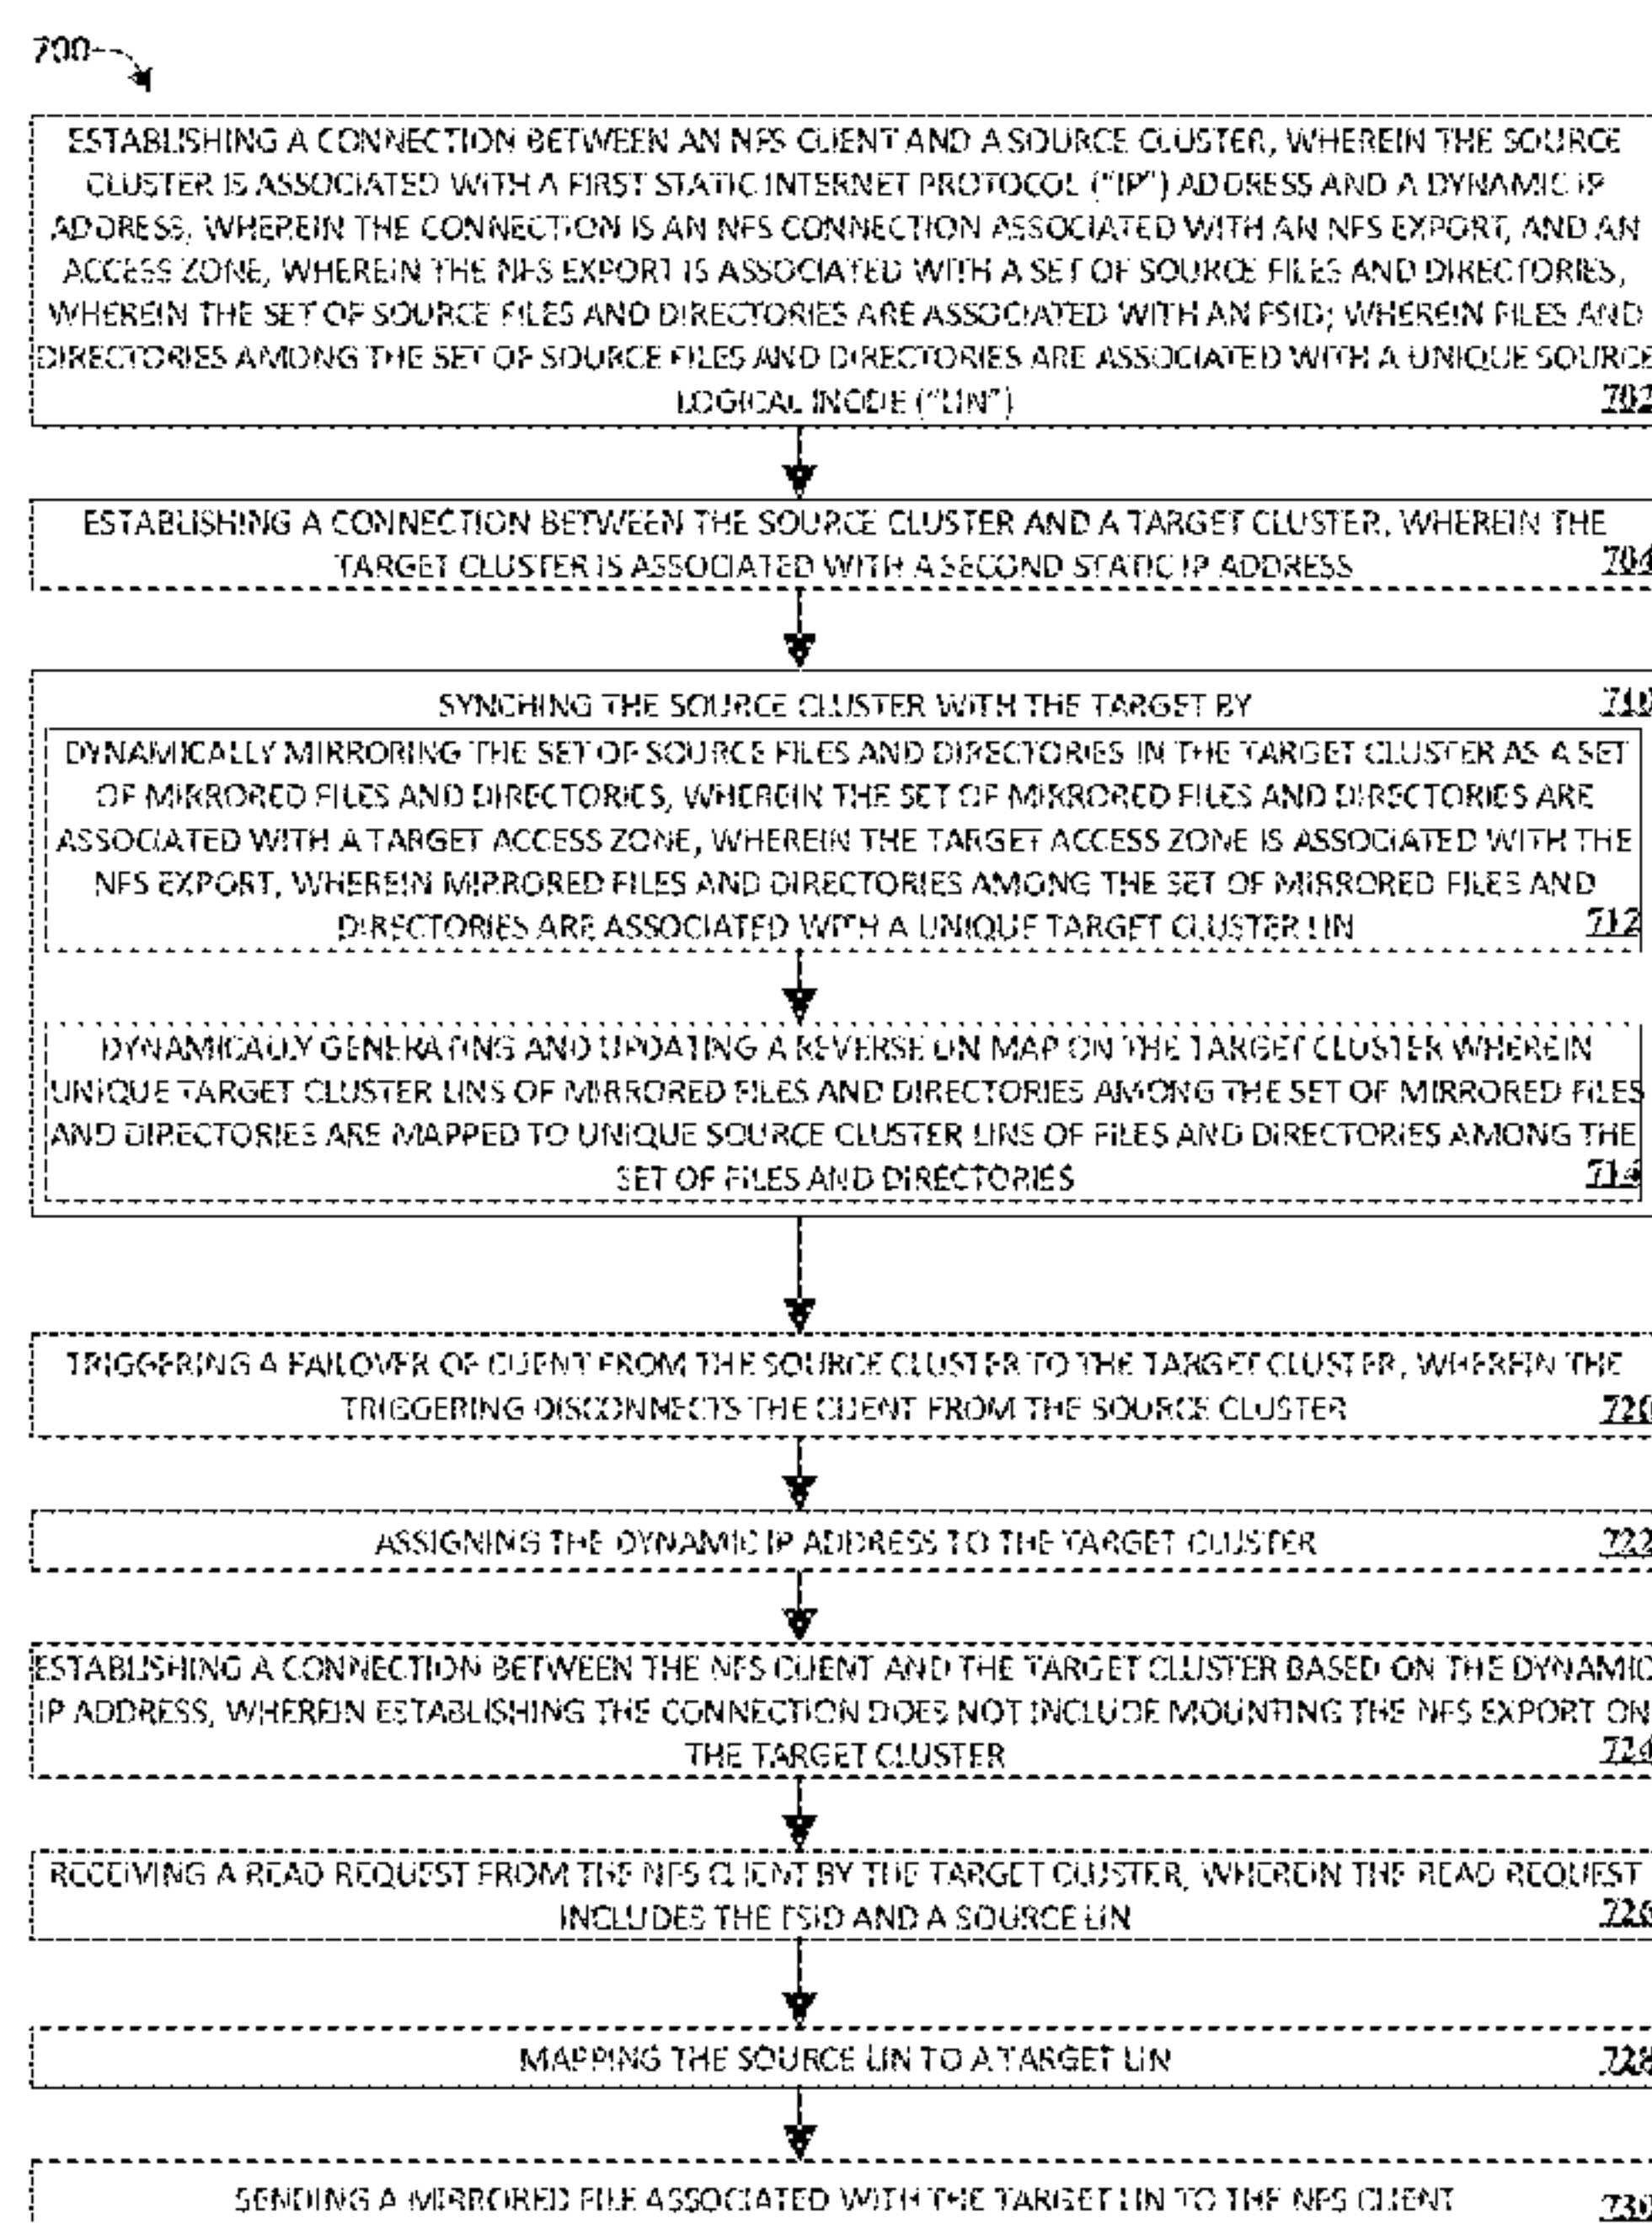 700
ESTABLISHING A CONNECTION BETWEEN AN NFS CLIENT AND A SOURCE CLUSTER, WHEREIN THE SOURCE
CLUSTER IS ASSOCIATED WITH A FIRST STATIC INTERNET PROTOCOL ("IP") ADDRESS AND A DYNAMIC IP
ADDRESS, WHEREIN THE CONNECTION IS AN NFS CONNECTION ASSOCIATED WITH AN NFS EXPORT, AND AN
ACCESS ZONE, WHEREIN THE NFS EXPORT IS ASSOCIATED WITH A SET OF SOURCE FILES AND DIRECTORIES,
WHEREIN THE SET OF SOURCE FILES AND DIRECTORIES ARE ASSOCIATED WITH AN FSID; WHEREIN FILES AND
DIRECTORIES AMONG THE SET OF SOURCE FILES AND DIRECTORIES ARE ASSOCIATED WITH A UNIQUE SOURCE
LOGICAL INODE ("LIN")
702
ESTABLISHING A CONNECTION BETWEEN THE SOURCE CLUSTER AND A TARGET CLUSTER, WHEREIN THE
TARGET CLUSTER IS ASSOCIATED WITH A SECOND STATIC IP ADDRESS
704
SYNCHING THE SOURCE CLUSTER WITH THE TARGET BY
710
DYNAMICALLY MIRRORING THE SET OF SOURCE FILES AND DIRECTORIES IN THE TARGET CLUSTER AS A SET
OF MIRRORED FILES AND DIRECTORIES, WHEREIN THE SET OF MIRRORED FILES AND DIRECTORIES ARE
ASSOCIATED WITH A TARGET ACCESS ZONE, WHEREIN THE TARGET ACCESS ZONE IS ASSOCIATED WITH THE
NFS EXPORT, WHEREIN MIRRORED FILES AND DIRECTORIES AMONG THE SET OF MIRRORED FILES AND
DIRECTORIES ARE ASSOCIATED WITH A UNIQUE TARGET CLUSTER LIN
712
DYNAMICALLY GENERATING AND UPDATING A REVERSE LIN MAP ON THE TARGET CLUSTER WHEREIN
UNIQUE TARGET CLUSTER LINS OF MIRRORED FILES AND DIRECTORIES AMONG THE SET OF MIRRORED FILES
AND DIRECTORIES ARE MAPPED TO UNIQUE SOURCE CLUSTER LINS OF FILES AND DIRECTORIES AMONG THE
SET OF FILES AND DIRECTORIES
714
TRIGGERING A FAILOVER OF CLIENT FROM THE SOURCE CLUSTER TO THE TARGET CLUSTER, WHEREIN THE
TRIGGERING DISCONNECTS THE CLIENT FROM THE SOURCE CLUSTER
720
ASSIGNING THE DYNAMIC IP ADDRESS TO THE TARGET CLUSTER
722
ESTABLISHING A CONNECTION BETWEEN THE NFS CLIENT AND THE TARGET CLUSTER BASED ON THE DYNAMIC
IP ADDRESS, WHEREIN ESTABLISHING THE CONNECTION DOES NOT INCLUDE MOUNTING THE NFS EXPORT ON
THE TARGET CLUSTER
724
RECEIVING A READ REQUEST FROM THE NFS CLIENT BY THE TARGET CLUSTER, WHEREIN THE READ REQUEST
INCLUDES THE FSID AND A SOURCE LIN
726
MAPPING THE SOURCE LIN TO A TARGET LIN
728
SENDING A MIRRORED FILE ASSOCIATED WITH THE TARGET LIN TO THE NFS CLIENT
730